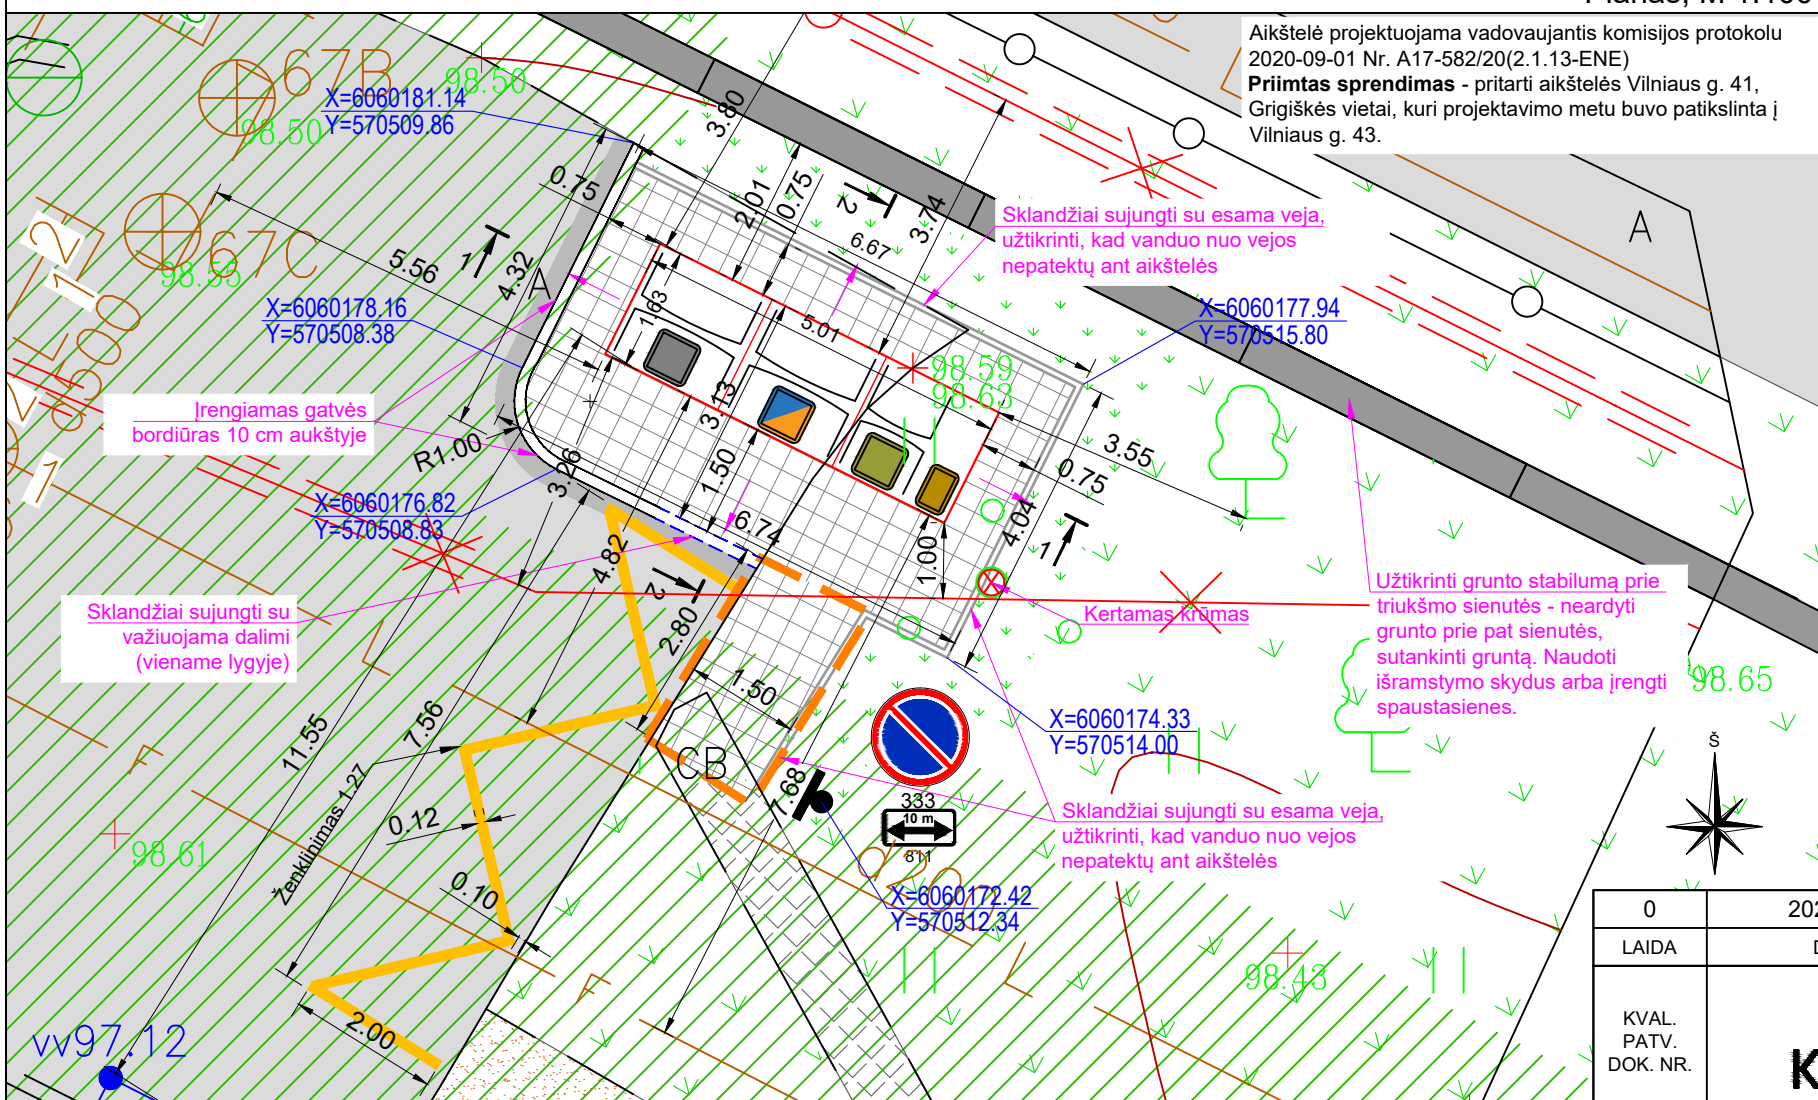 Aikštelė projektuojama vadovaujantis komisijos protokolu
2020-09-01 Nr. A17-582/20(2.1.13-ENE)
Priimtas sprendimas - pritarti aikštelės Vilniaus g. 41,
Grigiškės vietai, kuri projektavimo metu buvo patikslinta į
Vilniaus g. 43.
67B
98.50
X=6060181.14
Y=570509.86
98.50
3.80
0.75
2.01
0.75
2
3.74
6.67
Sklandžiai sujungti su esama veja,
užtikrinti, kad vanduo nuo vejos
nepatektų ant aikštelės
A
67C
98.55
5.56
1
4.32
A
X=6060178.16
Y=570508.38
1.63
5.01
X=6060177.94
Y=570515.80
98.59
98.63
Įrengiamas gatvės
bordiūras 10 cm aukštyje
R1.00
3.26
3.13
1.50
3.55
0.75
4.04
1
X=6060176.82
Y=570508.83
6.74
4.82
1.00
2
2.80
Kertamas krūmas
Užtikrinti grunto stabilumą prie
triukšmo sienutės - neardyti
grunto prie pat sienutės,
sutankinti gruntą. Naudoti
išramstymo skydus arba įrengti
spaustasienes.
98.65
Sklandžiai sujungti su
važiuojama dalimi
(viename lygyje)
1.50
CB
X=6060174.33
Y=570514.00
11.55
7.56
7.68
Ženklinimas 1.27
0.12
333
10 m
811
Sklandžiai sujungti su esama veja,
užtikrinti, kad vanduo nuo vejos
nepatektų ant aikštelės
Š
98.61
0.10
X=6060172.42
Y=570512.34
98.43
2.00
vv97.12
0
LAIDA
KVAL.
PATV.
DOK. NR.